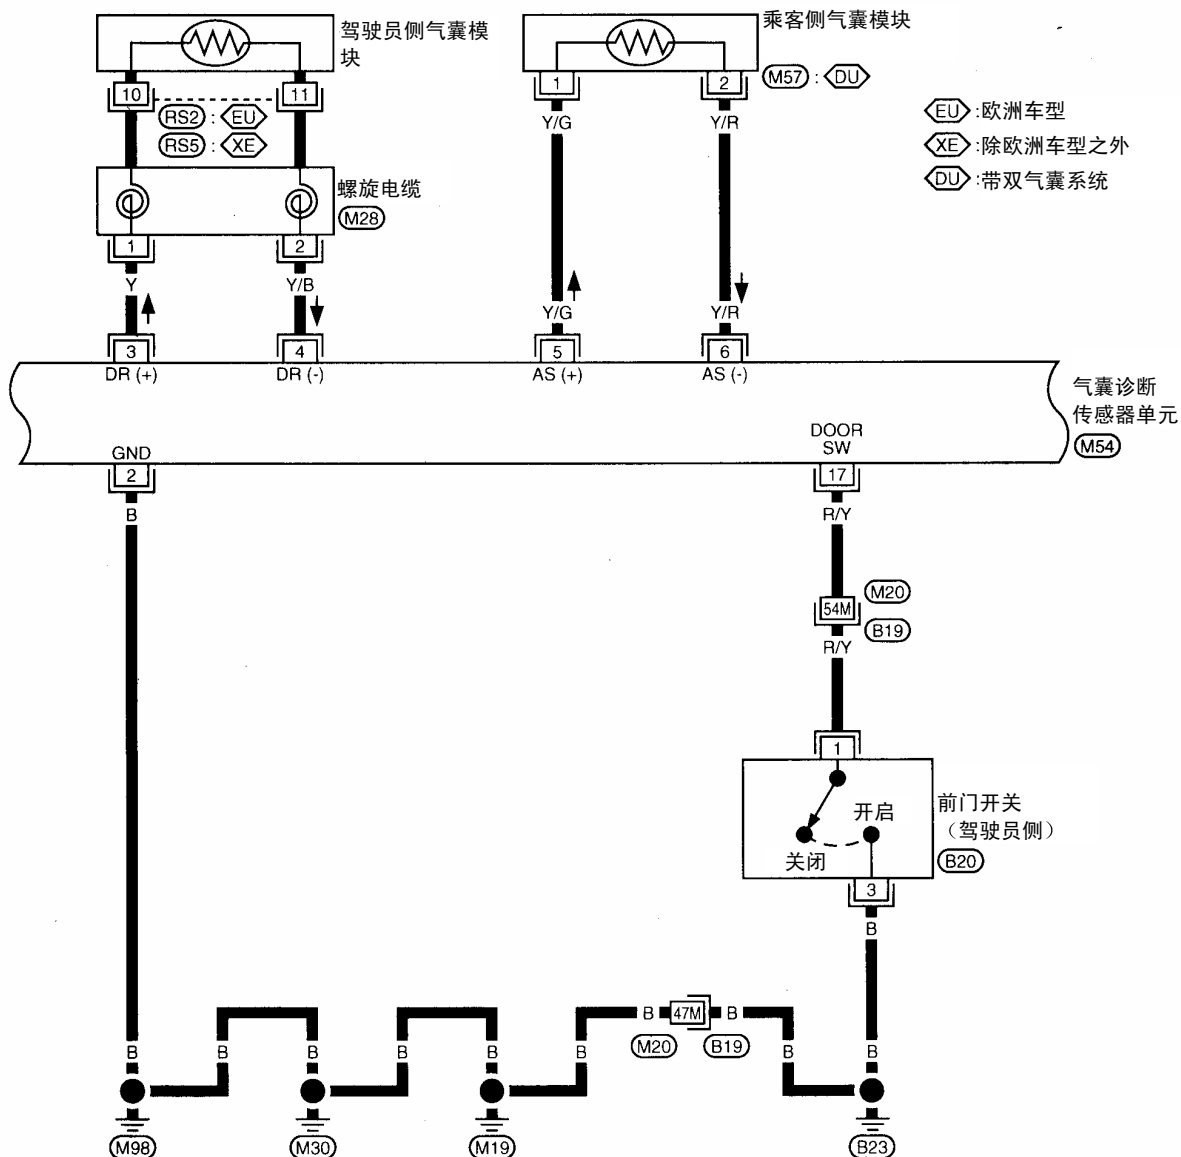 驾驶员侧气囊模
块
乘客侧气囊模块
10
11
1
2
M57 : DU
RS2 : EU
RS5 : XE
Y/G
Y/R
EU :欧洲车型
XE :除欧洲车型之外
DU :带双气囊系统
螺旋电缆
M28
1
2
Y
Y/B
Y/G
Y/R
3
4
5
6
DR (+)
DR (-)
AS (+)
AS (-)
气囊诊断
传感器单元
M54
GND
2
B
DOOR
SW
17
R/Y
54M
M20
B19
R/Y
1
前门开关
（驾驶员侧）
B20
开启
关闭
3
B
B
47M
B
M20
B19
B
B
B
B
B
B
B
B
M98
M30
M19
B23